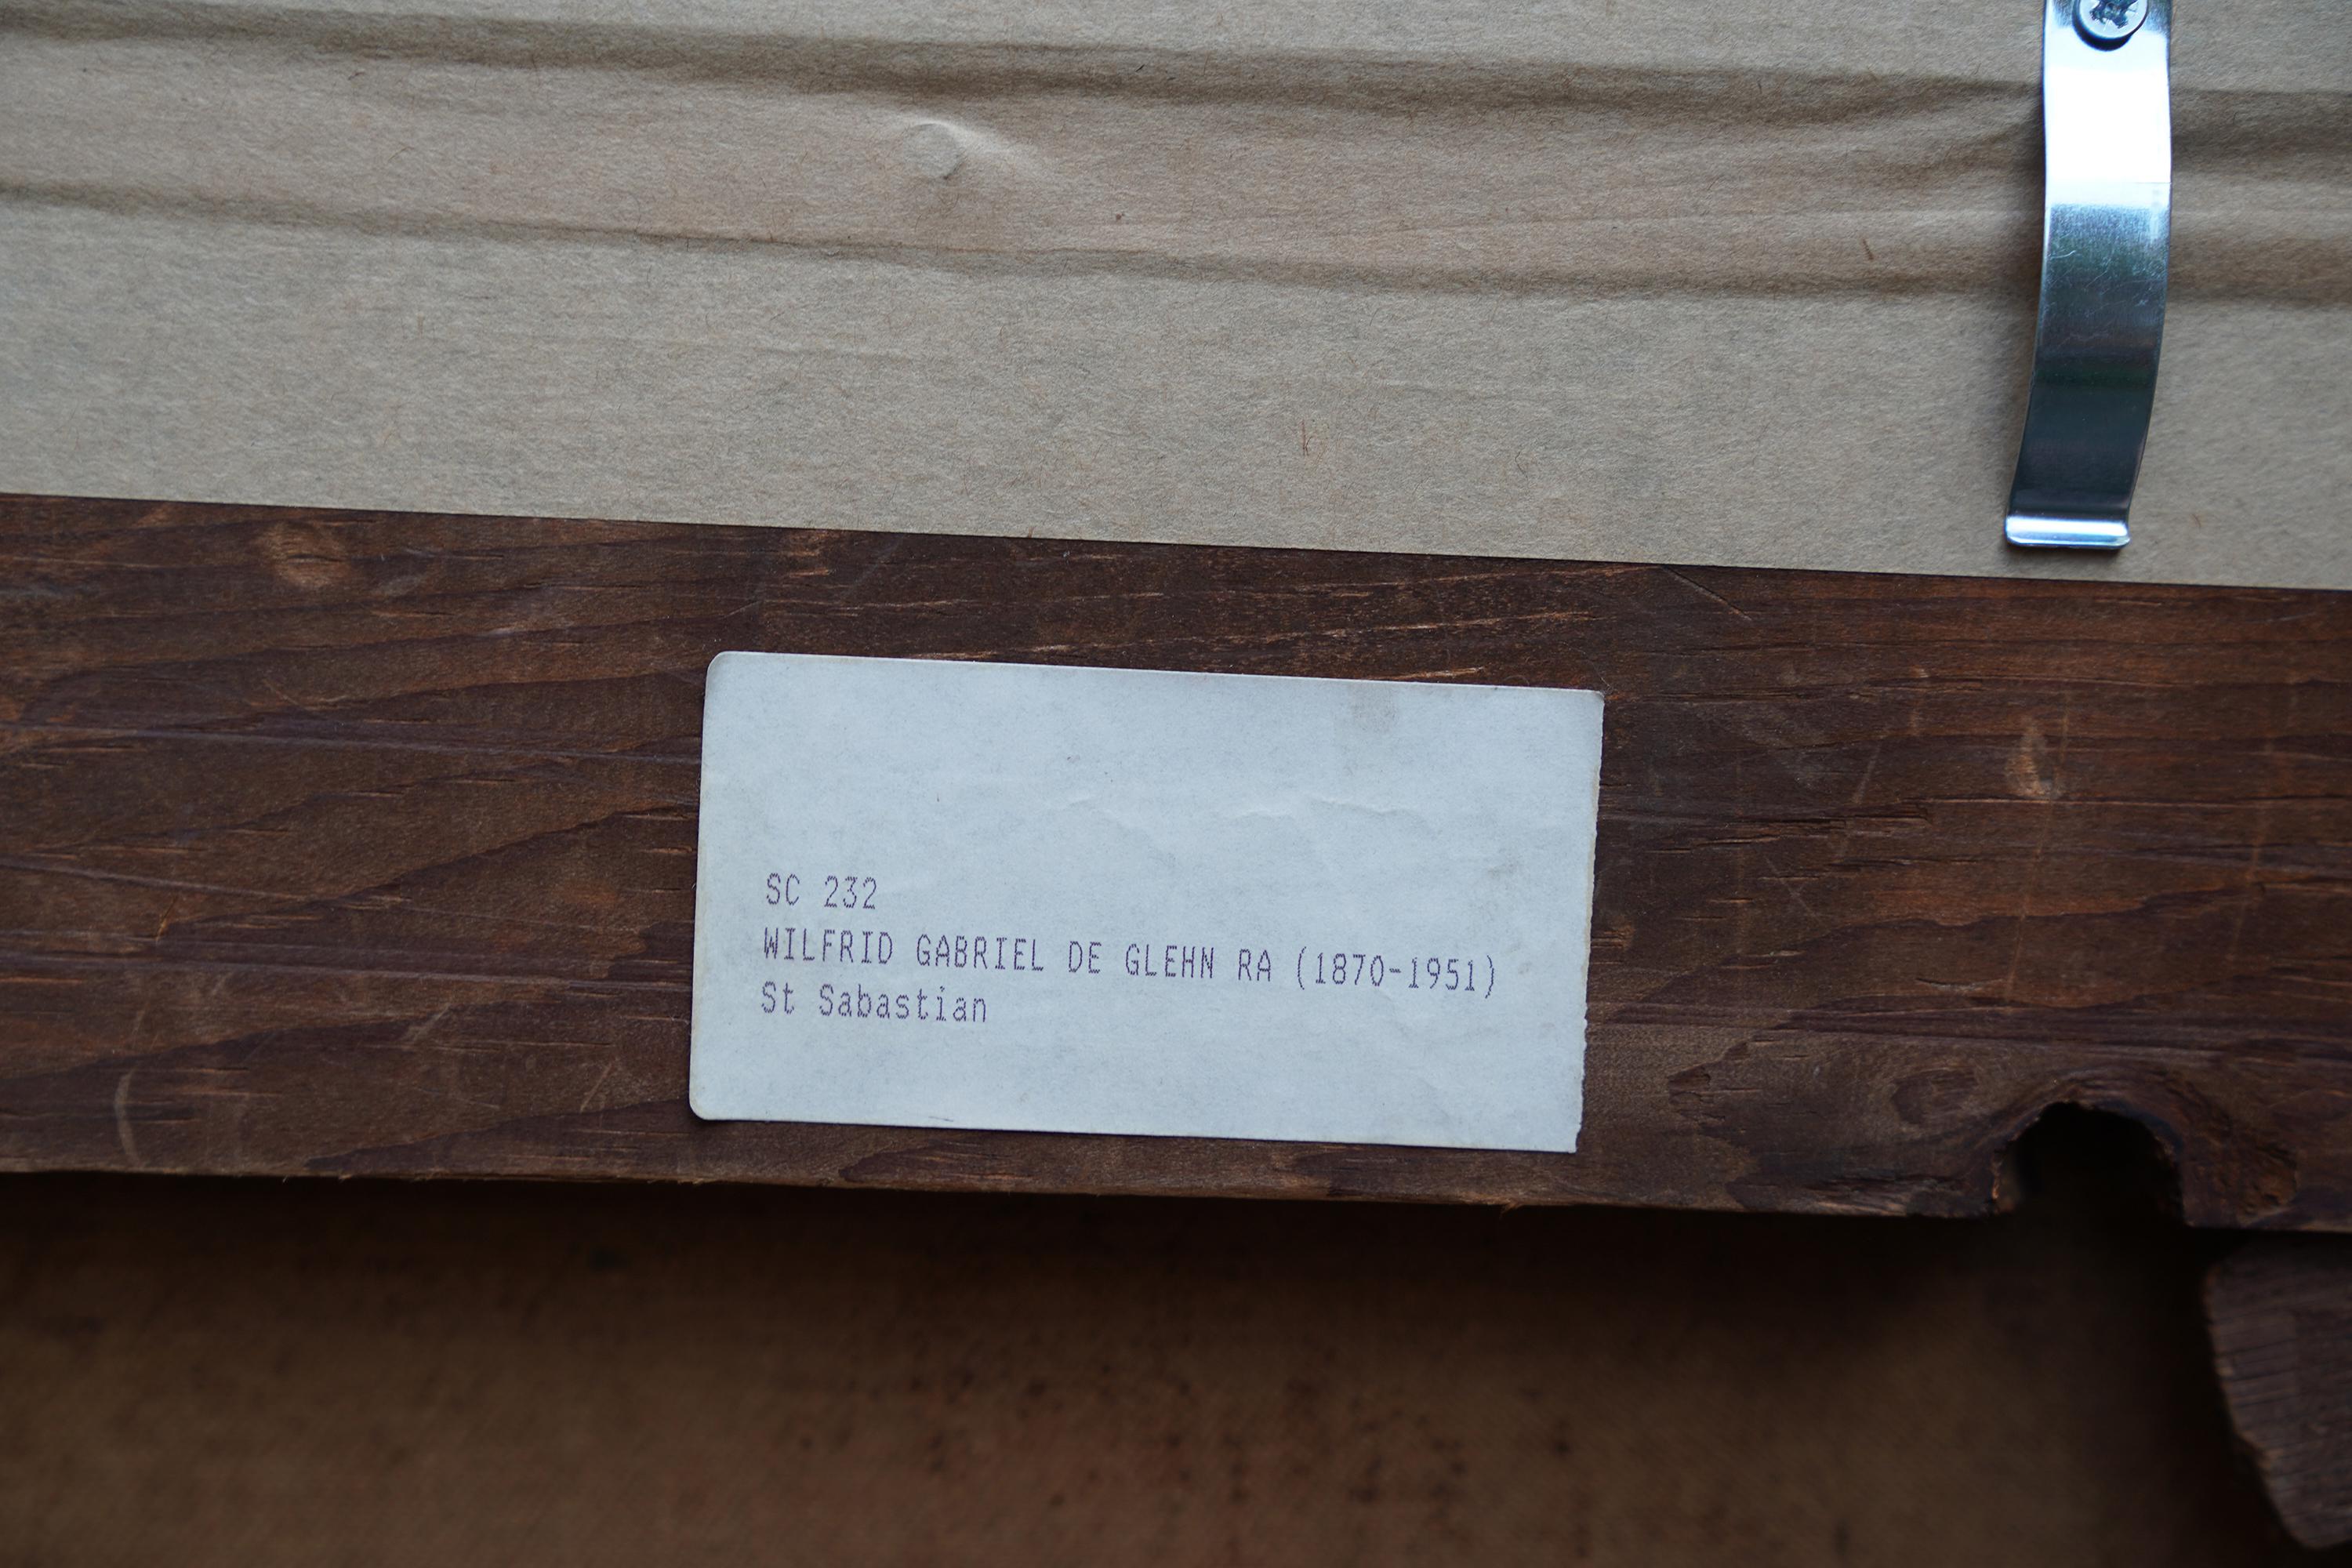 SC 232
WILFRID GABRIEL DE GLEHN RA (1870-1951)
St Sabastian